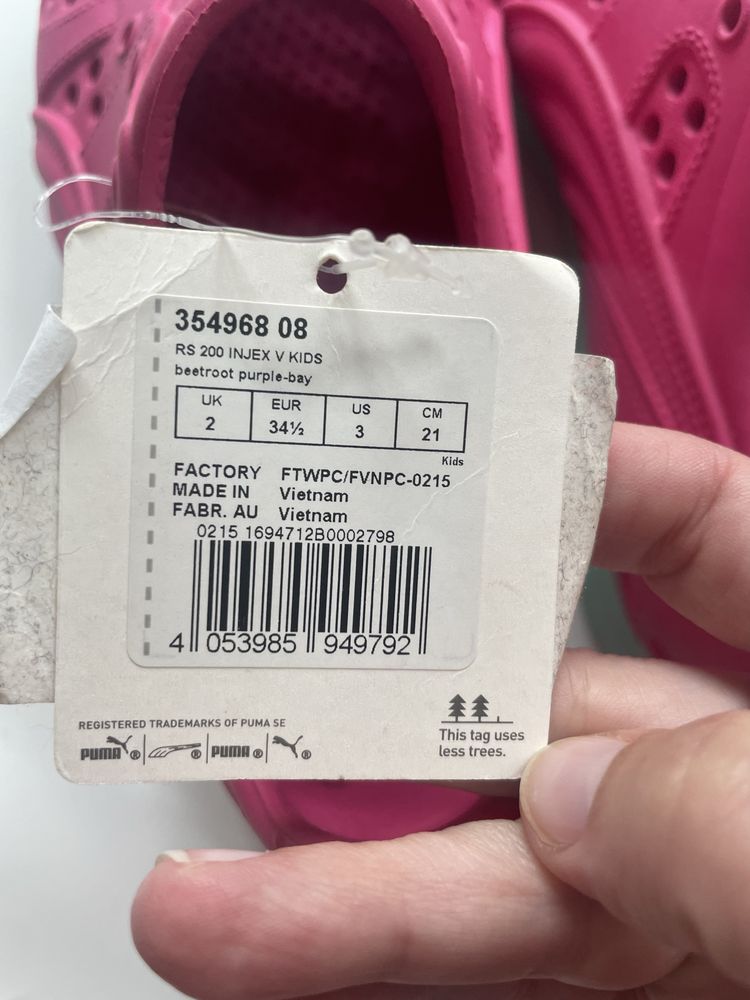 354968 08
RS 200 INJEX V KIDS
beetroot purple-bay
UK EUR US CM
2 34½ 3 21
Kids
FACTORY FTWPC/FVNPC-0215
MADE IN Vietnam
FABR. AU Vietnam
0215 1694712B0002798
4 053985 949792
REGISTERED TRADEMARKS OF PUMA SE
PUMA® ® PUMA® ®
This tag uses
less trees.